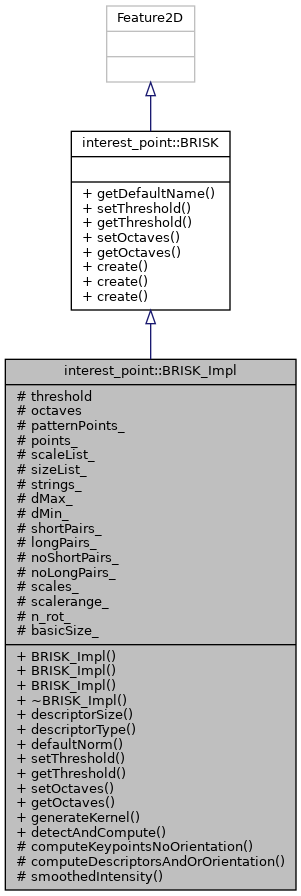 Feature2D
interest_point::BRISK
+ getDefaultName()
+ setThreshold()
+ getThreshold()
+ setOctaves()
+ getOctaves()
+ create()
+ create()
+ create()
interest_point::BRISK_Impl
# threshold
# octaves
# patternPoints_
# points_
# scaleList_
# sizeList_
# strings_
# dMax_
# dMin_
# shortPairs_
# longPairs_
# noShortPairs_
# noLongPairs_
# scales_
# scalerange_
# n_rot_
# basicSize_
+ BRISK_Impl()
+ BRISK_Impl()
+ BRISK_Impl()
+ ~BRISK_Impl()
+ descriptorSize()
+ descriptorType()
+ defaultNorm()
+ setThreshold()
+ getThreshold()
+ setOctaves()
+ getOctaves()
+ generateKernel()
+ detectAndCompute()
# computeKeypointsNoOrientation()
# computeDescriptorsAndOrOrientation()
# smoothedIntensity()